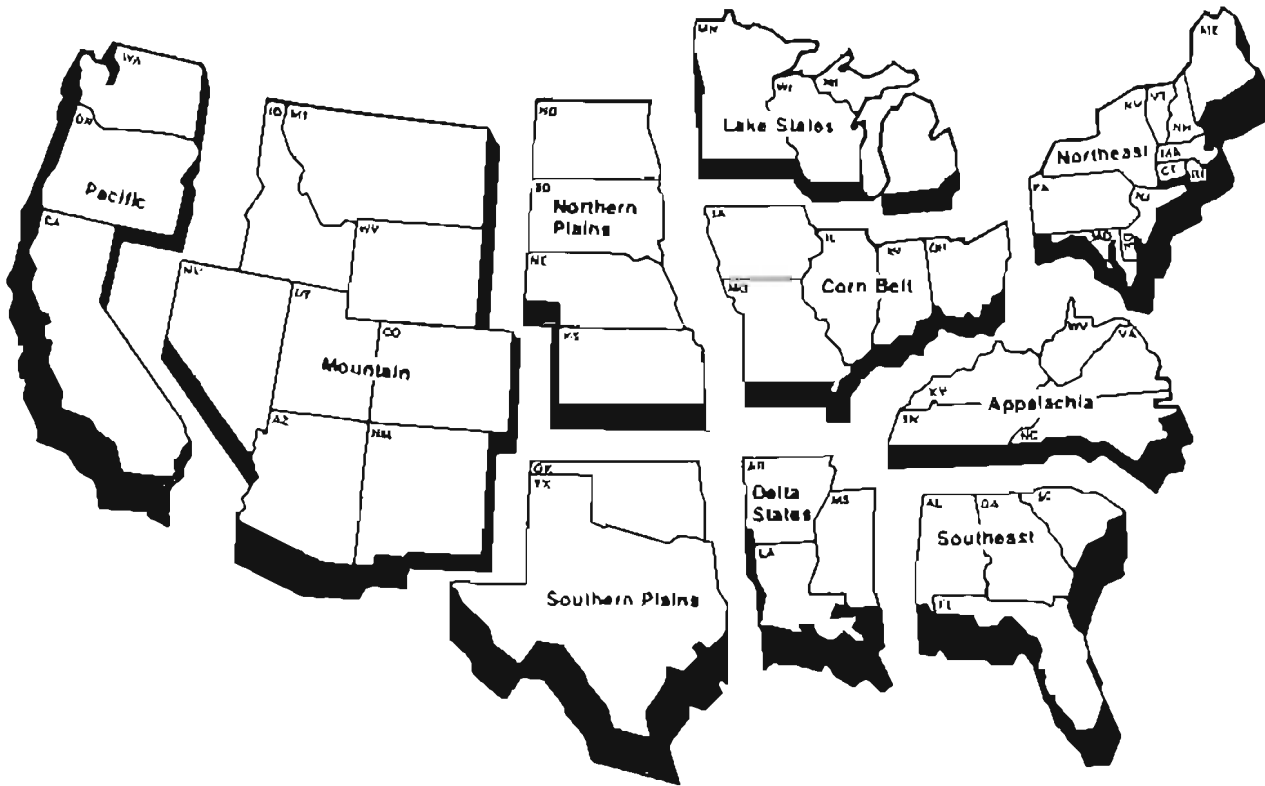 WA
OR
Pacific
CA
ID
MT
WY
NV
UT
CO
Mountain
AZ
NM
ND
SD
Northern
Plains
NE
KS
OK
TX
Southern Plains
MN
WI
MI
Lake States
IA
MO
IL
IN
OH
Corn Belt
AR
Delta
States
MS
LA
ME
VT
NH
NY
Northeast
MA
CT
RI
PA
NJ
MD
DE
WV
VA
KY
Appalachia
TN
NC
AL
GA
SC
Southeast
FL